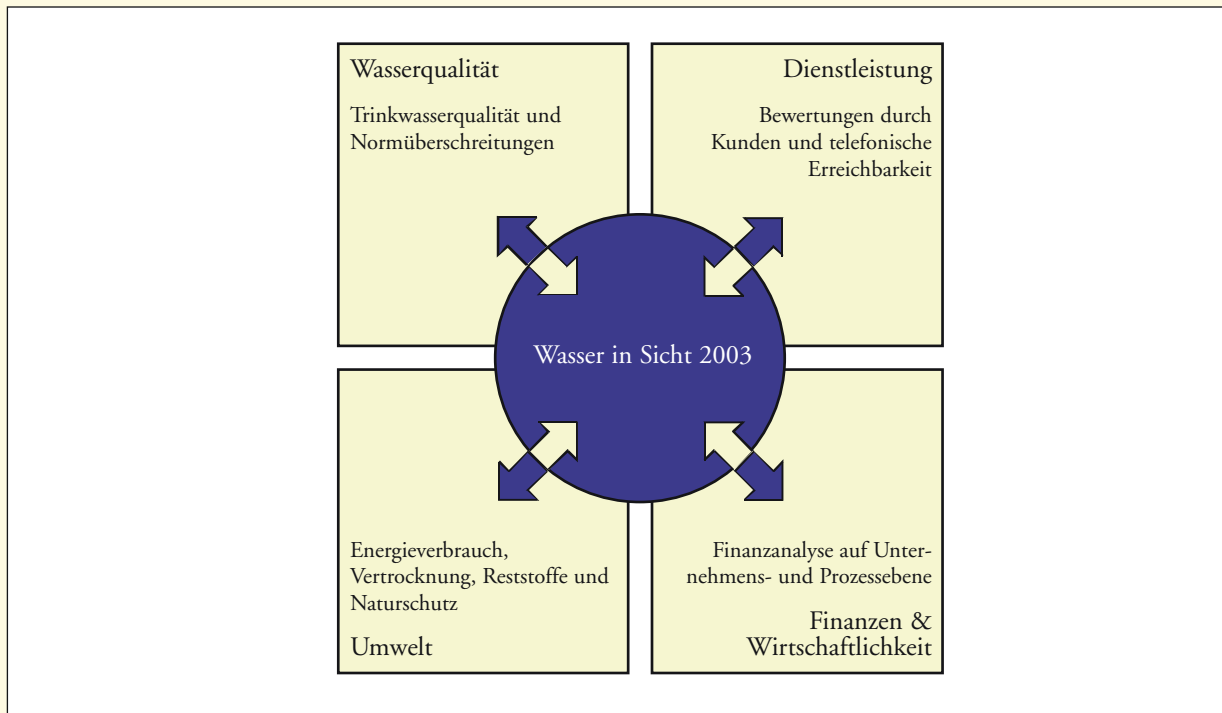 Wasserqualität
Trinkwasserqualität und
Normüberschreitungen
Dienstleistung
Bewertungen durch
Kunden und telefonische
Erreichbarkeit
Wasser in Sicht 2003
Energieverbrauch,
Vertrocknung, Reststoffe und
Naturschutz
Umwelt
Finanzanalyse auf Unter-
nehmens- und Prozessebene
Finanzen &
Wirtschaftlichkeit